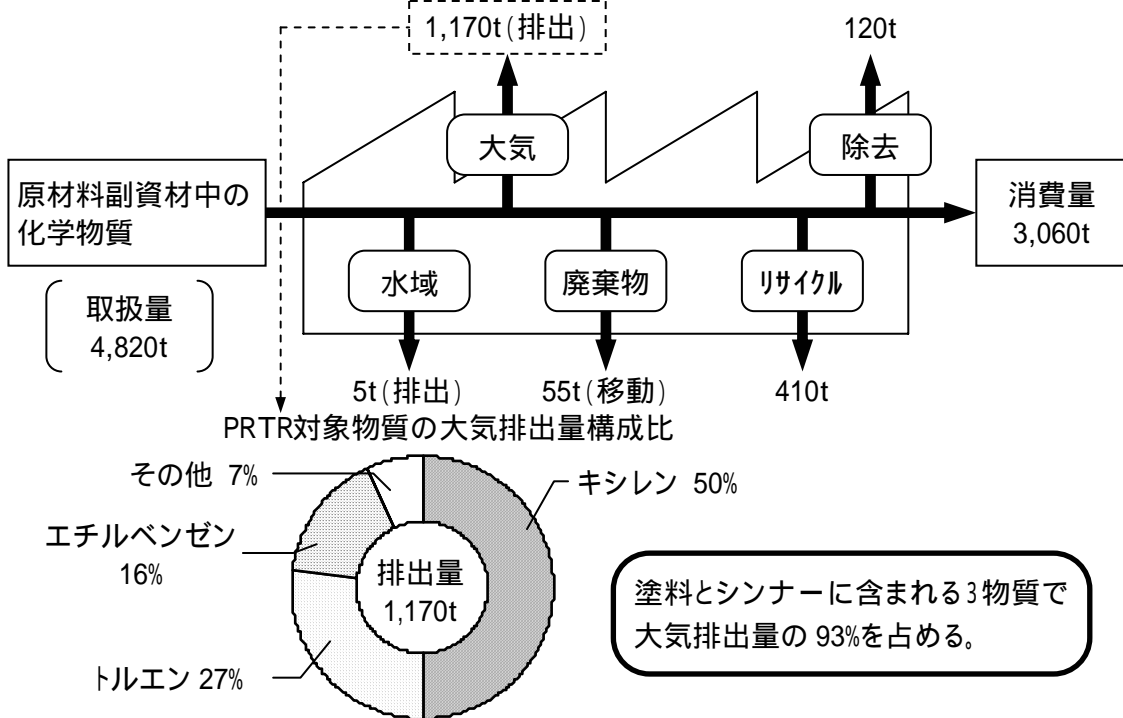 1,170t(排出)
120t
大気
除去
原材料副資材中の
化学物質
消費量
3,060t
取扱量
4,820t
水域
廃棄物
リサイクル
5t(排出)
55t(移動)
410t
PRTR対象物質の大気排出量構成比
その他 7%
キシレン 50%
エチルベンゼン
16%
排出量
1,170t
トルエン 27%
塗料とシンナーに含まれる3物質で
大気排出量の 93%を占める。